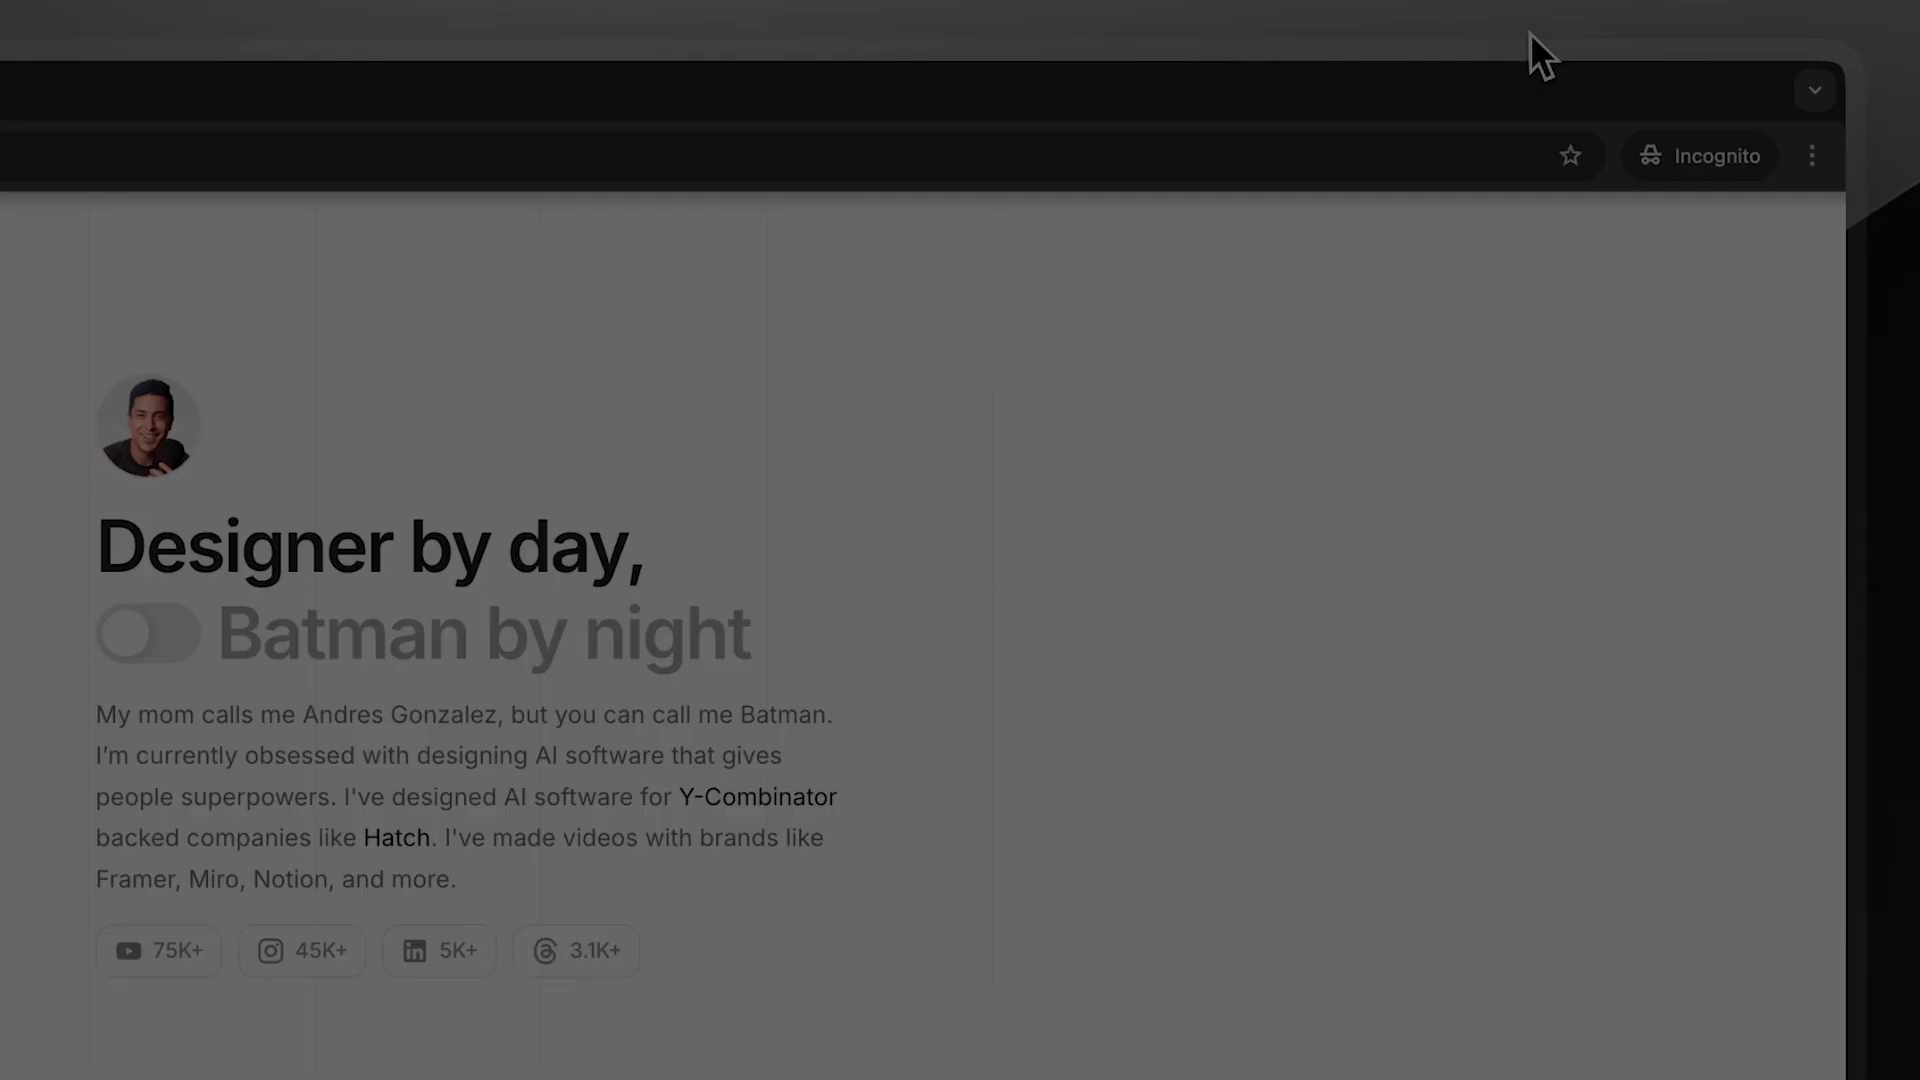 Incognito
Designer by day,
Batman by night
My mom calls me Andres Gonzalez, but you can call me Batman.
I’m currently obsessed with designing AI software that gives
people superpowers. I've designed AI software for Y-Combinator
backed companies like Hatch. I've made videos with brands like
Framer, Miro, Notion, and more.
75K+ 45K+ 5K+ 3.1K+